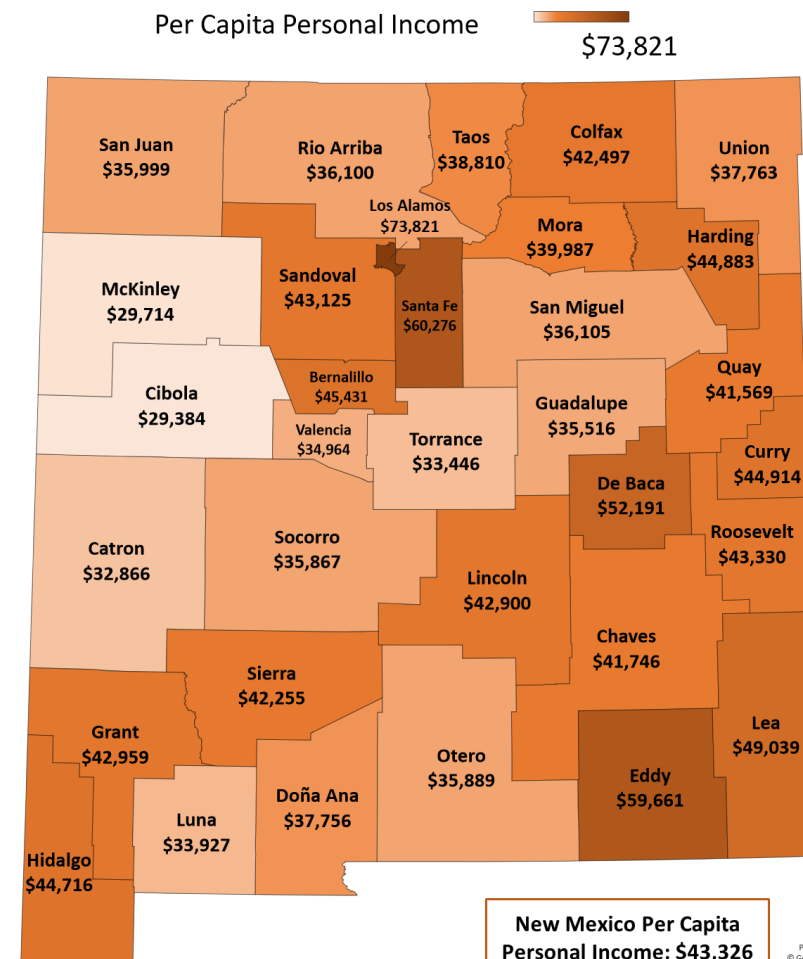 Per Capita Personal Income
$73,821
San Juan
$35,999
Rio Arriba
$36,100
Taos
$38,810
Colfax
$42,497
Union
$37,763
Los Alamos
$73,821
Mora
$39,987
Harding
$44,883
McKinley
$29,714
Sandoval
$43,125
Santa Fe
$60,276
San Miguel
$36,105
Cibola
$29,384
Bernalillo
$45,431
Quay
$41,569
Valencia
$34,964
Torrance
$33,446
Guadalupe
$35,516
Curry
$44,914
De Baca
$52,191
Catron
$32,866
Socorro
$35,867
Roosevelt
$43,330
Lincoln
$42,900
Chaves
$41,746
Sierra
$42,255
Grant
$42,959
Otero
$35,889
Lea
$49,039
Eddy
$59,661
Doña Ana
$37,756
Luna
$33,927
Hidalgo
$44,716
New Mexico Per Capita
Personal Income: $43,326